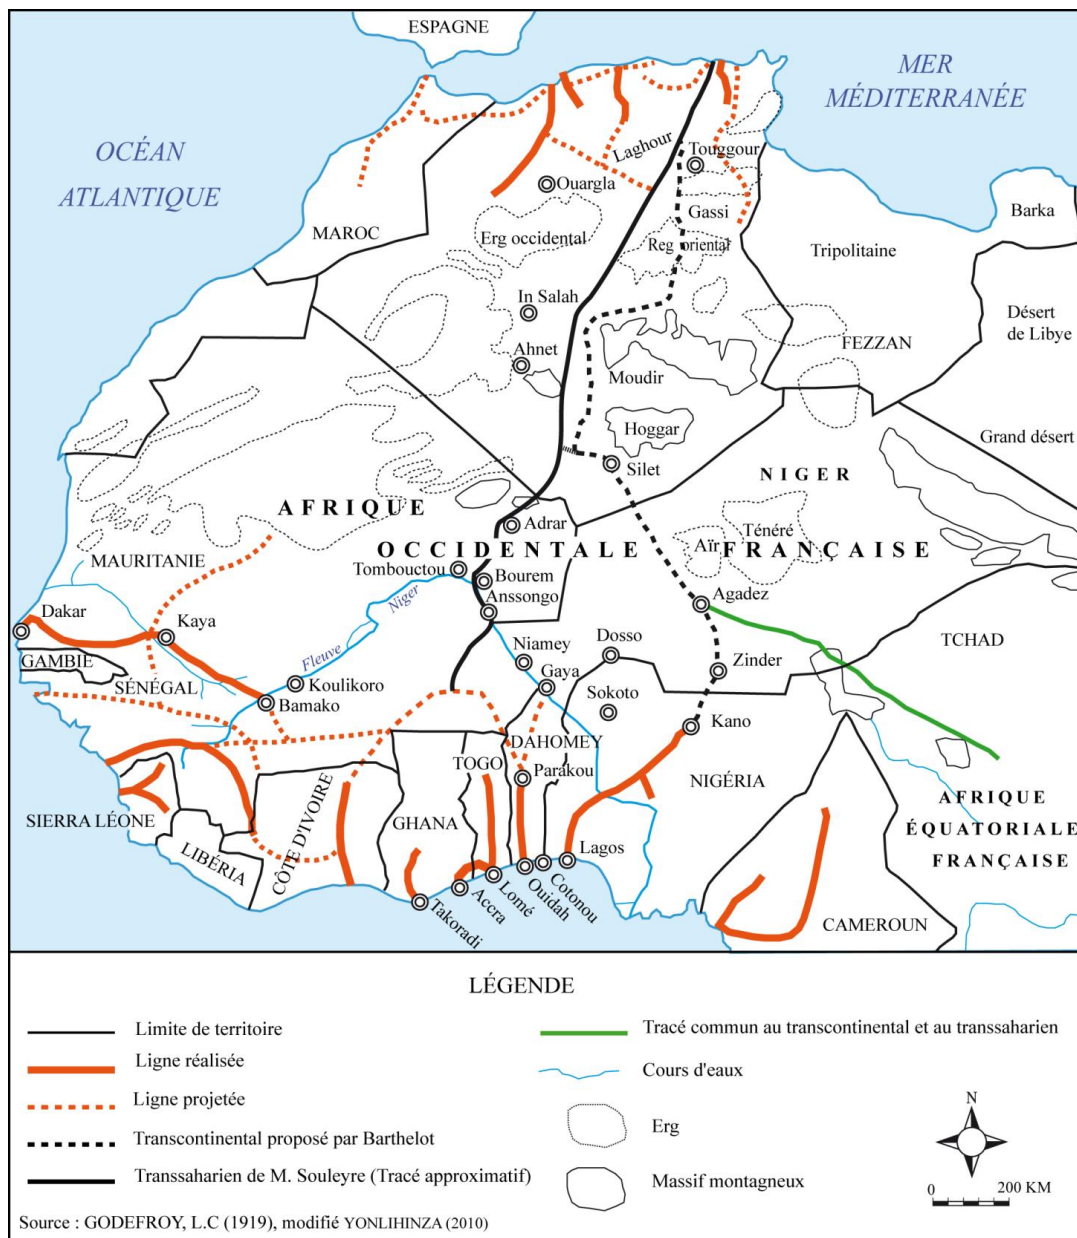 ESPAGNE
MER
MÉDITERRANÉE
OCÉAN
ATLANTIQUE
Laghour
Touggour
Ouargla
Gassi
Barka
MAROC
Erg occidental
Reg oriental
Tripolitaine
In Salah
Désert
de Libye
Ahnet
FEZZAN
Moudir
Hoggar
Grand désert
Silet
NIGER
AFRIQUE
Adrar
Ténéré
Aïr
OCCIDENTALE FRANÇAISE
MAURITANIE
Tombouctou
Bourem
Niger
Anssongo
Agadez
Dakar
Kaya
TCHAD
Niamey
Dosso
GAMBIE
Fleuve
Zinder
SÉNÉGAL
Koulikoro
Gaya
Sokoto
Bamako
Kano
DAHOMEY
TOGO
Parakou
NIGÉRIA
AFRIQUE
ÉQUATORIALE
FRANÇAISE
SIERRA LÉONE
GHANA
CÔTE D'IVOIRE
LIBÉRIA
Lagos
Takoradi
Accra
Lomé
Ouidah
Cotonou
CAMEROUN
LÉGENDE
Limite de territoire
Ligne réalisée
Ligne projetée
Transcontinental proposé par Barthelot
Transsaharien de M. Souleyre (Tracé approximatif)
Tracé commun au transcontinental et au transsaharien
Cours d'eaux
Erg
Massif montagneux
N
0 200 KM
Source : GODEFROY, L.C (1919), modifié YONLIHINZA (2010)